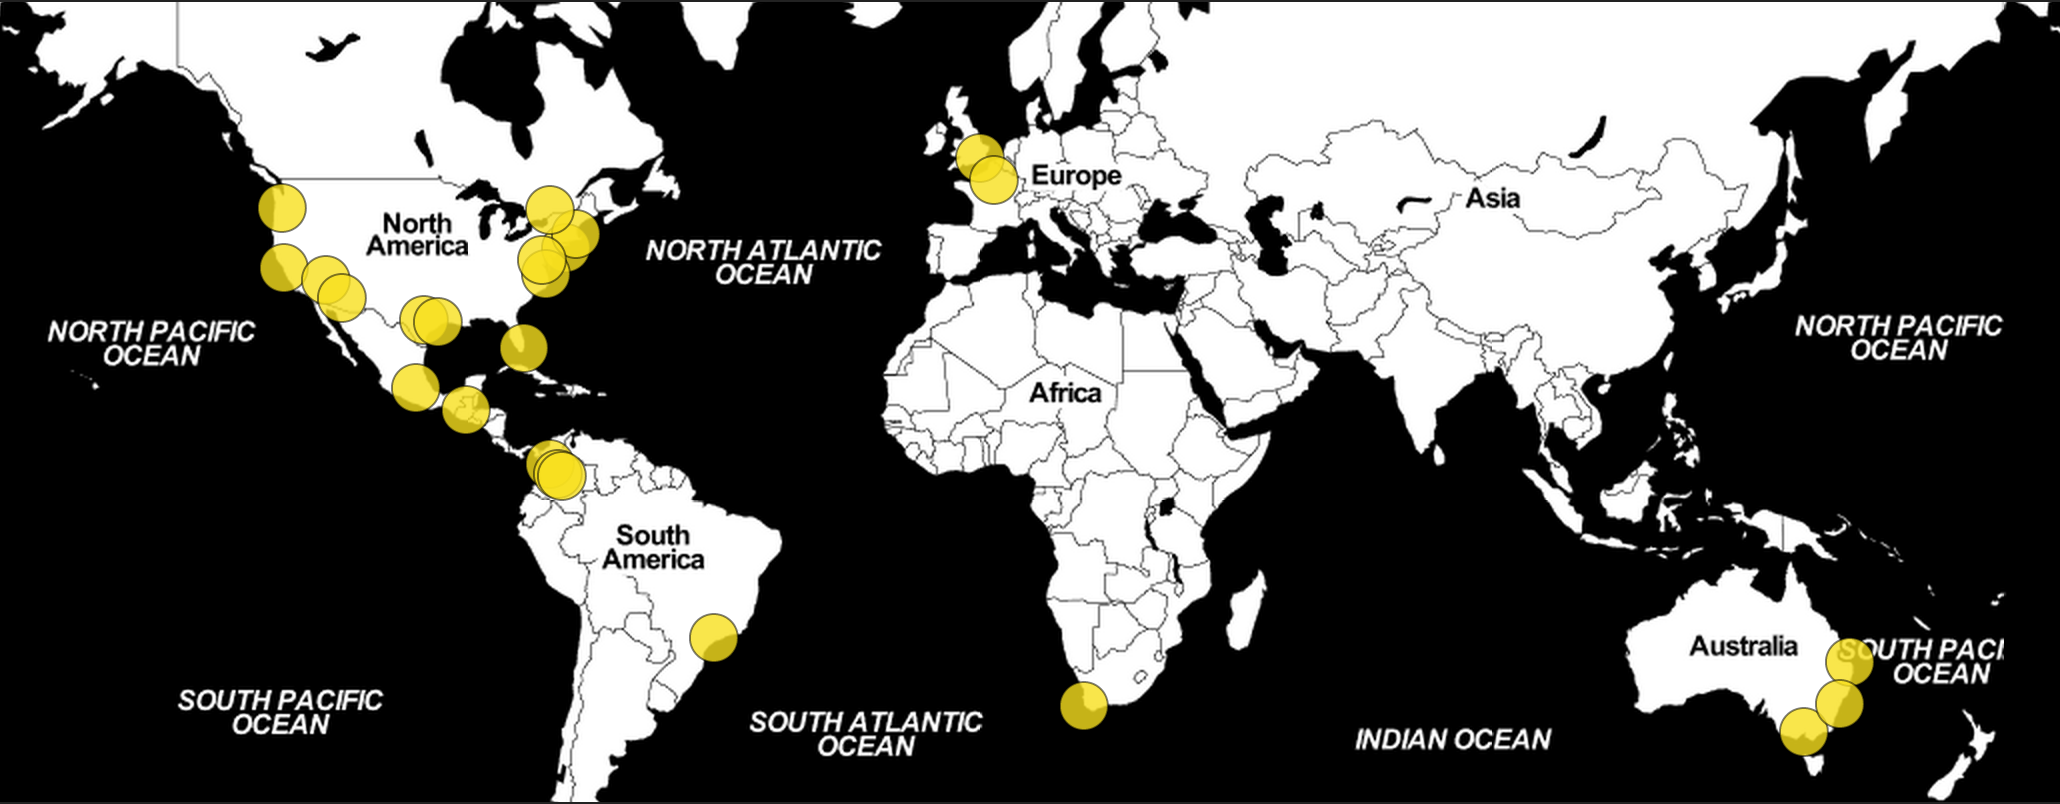 Europe
Asia
North
America
NORTH ATLANTIC
OCEAN
NORTH PACIFIC
OCEAN
NORTH PACIFIC
OCEAN
Africa
South
America
Australia
SOUTH PACI
OCEAN
SOUTH PACIFIC
OCEAN
SOUTH ATLANTIC
OCEAN
INDIAN OCEAN